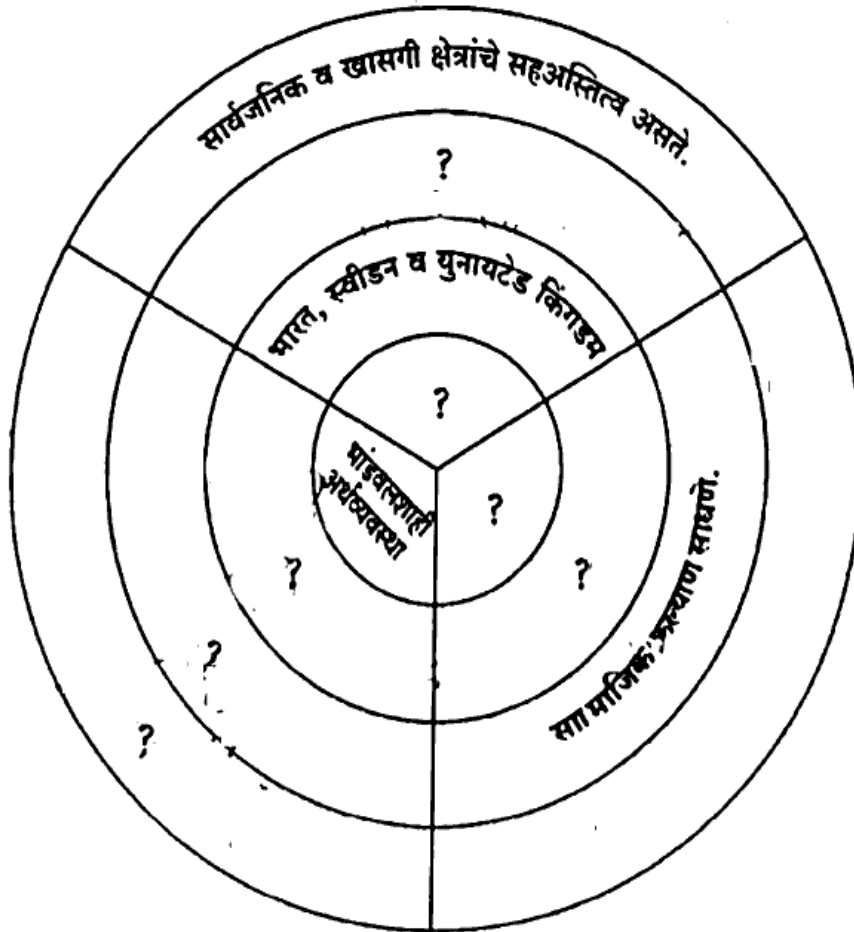 सार्वजनिक व खासगी क्षेत्रांचे सहअस्तित्व असते.
?
भारत, स्वीडन व युनायटेड किंगडम
?
भांडवलशाही
अर्थव्यवस्था
?
?
?
सामाजिक कल्याण साधणे.
?
?